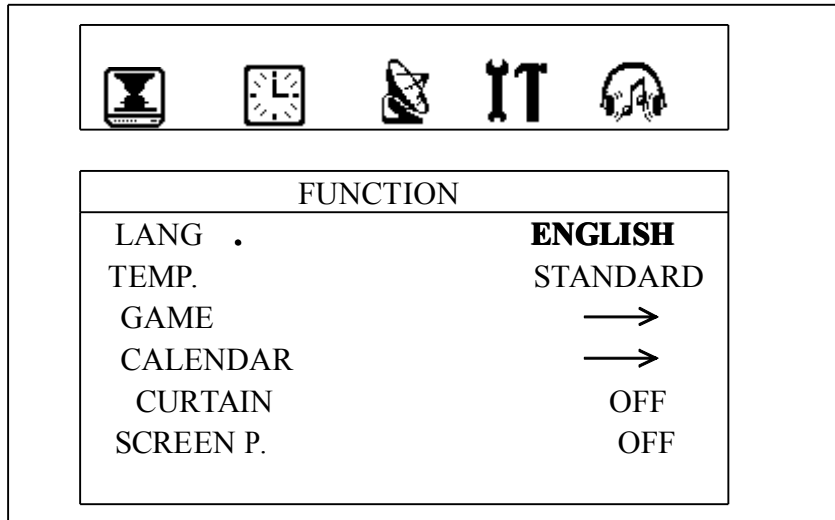 FUNCTION
LANG . ENGLISH
TEMP. STANDARD
GAME
CALENDAR
CURTAIN OFF
SCREEN P. OFF